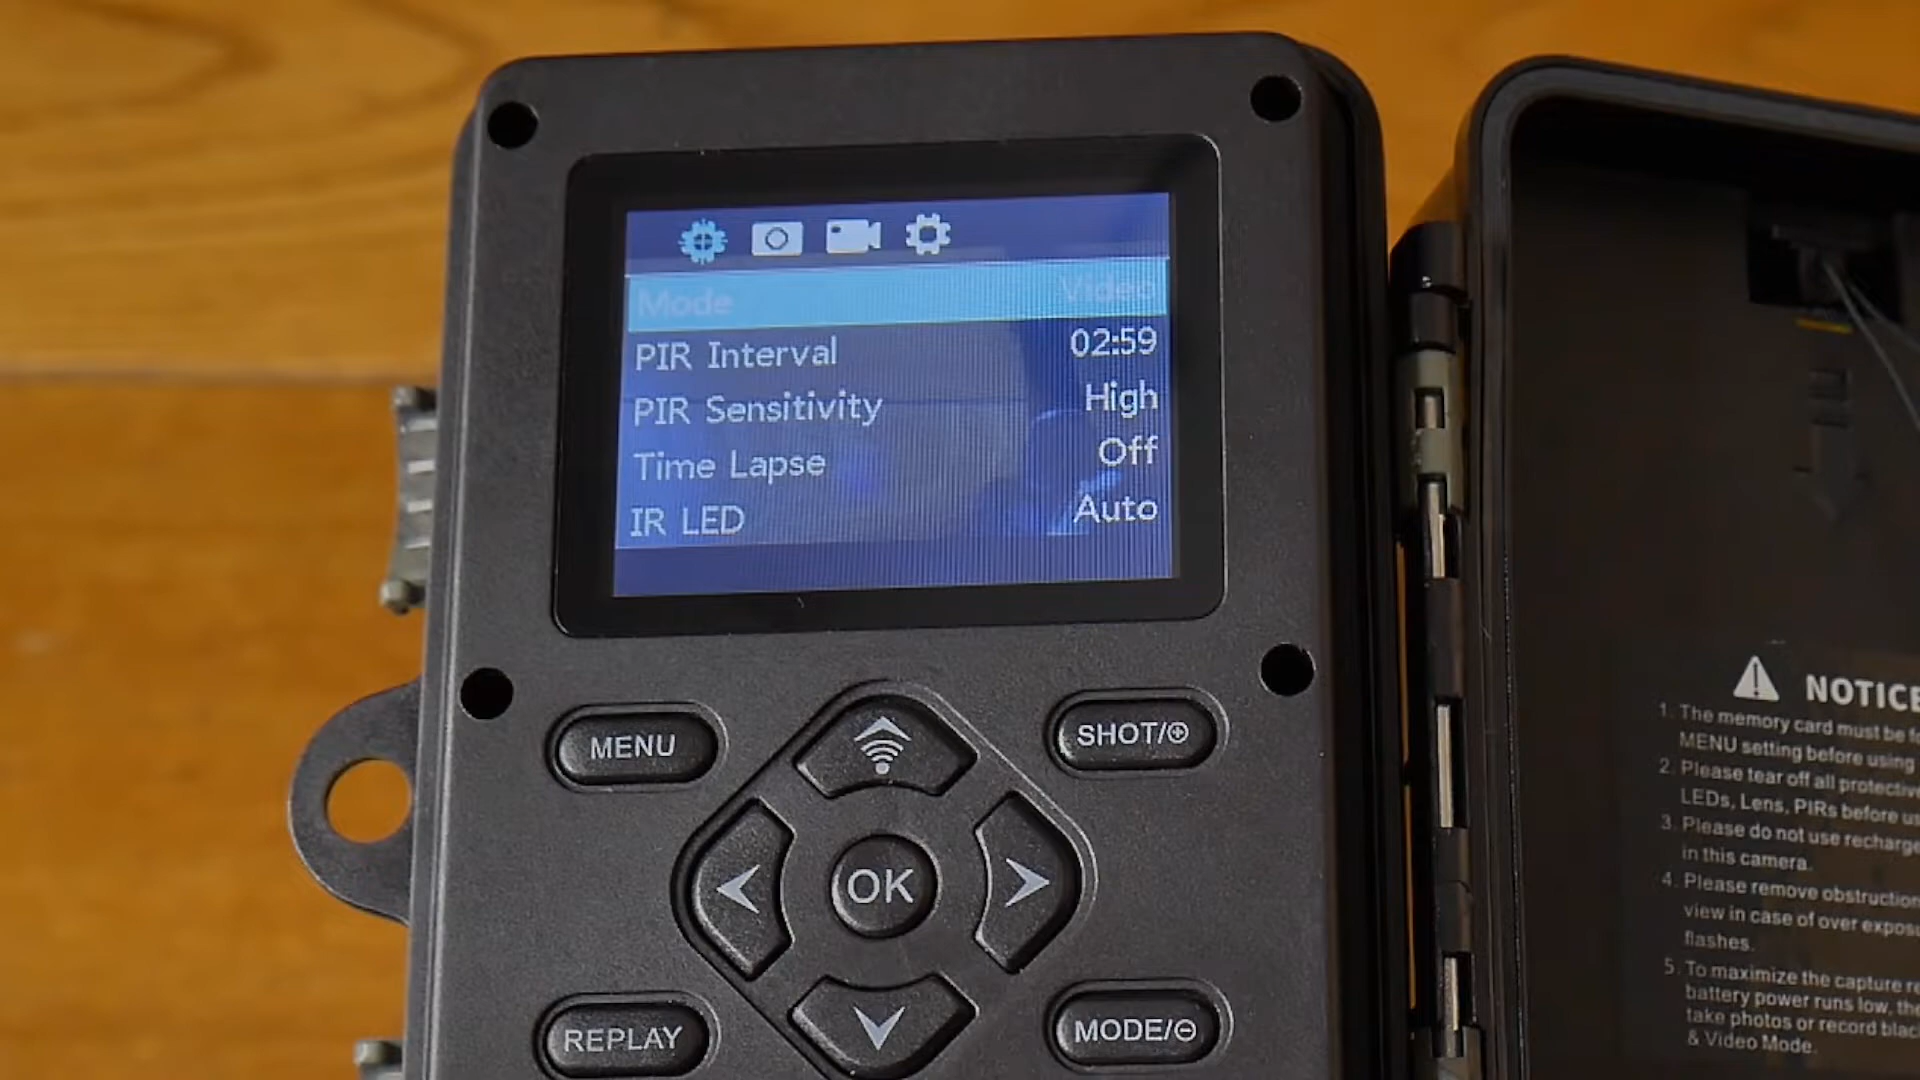 Mode Video
PIR Interval 02:59
PIR Sensitivity High
Time Lapse Off
IR LED Auto
MENU
SHOT/⊕
OK
REPLAY
MODE/⊖
NOTICE
1. The memory card must be
MENU setting before using
2. Please tear off all protective
LEDs, Lens, PIRs before
3. Please do not use
in this camera.
4. Please remove
view in case of over
flashes.
5. To maximize the capture
battery power runs low,
take photos or record
& Video Mode.